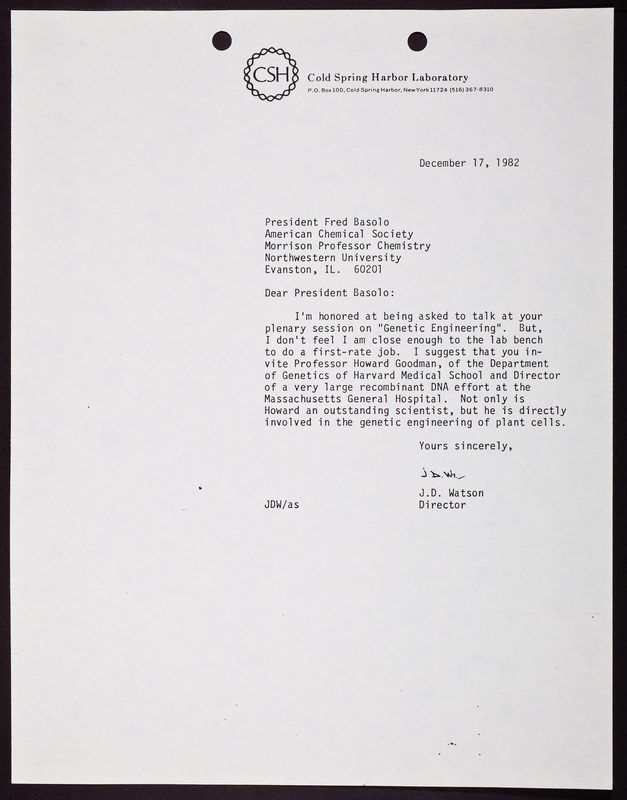 CSH
Cold Spring Harbor Laboratory
P.O. Box 100, Cold Spring Harbor, New York 11724 (516) 367-8310
December 17, 1982
President Fred Basolo
American Chemical Society
Morrison Professor Chemistry
Northwestern University
Evanston, IL. 60201
Dear President Basolo:
I'm honored at being asked to talk at your
plenary session on "Genetic Engineering". But,
I don't feel I am close enough to the lab bench
to do a first-rate job. I suggest that you in-
vite Professor Howard Goodman, of the Department
of Genetics of Harvard Medical School and Director
of a very large recombinant DNA effort at the
Massachusetts General Hospital. Not only is
Howard an outstanding scientist, but he is directly
involved in the genetic engineering of plant cells.
Yours sincerely,
J.D. Watson
JDW/as Director